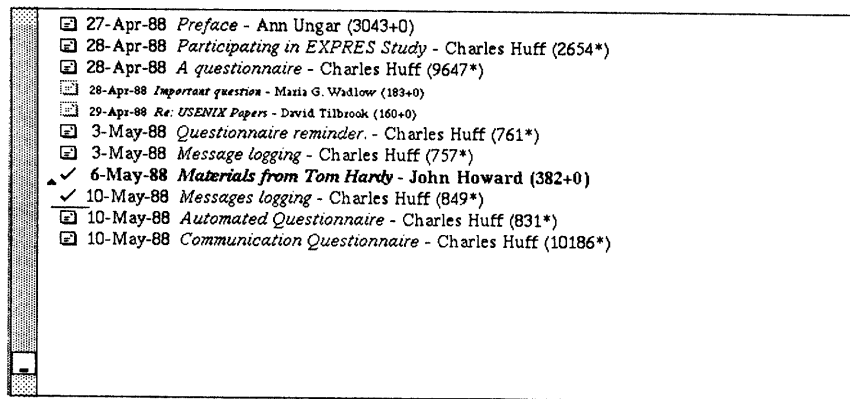 27-Apr-88 Preface - Ann Ungar (3043+0)
28-Apr-88 Participating in EXPRES Study - Charles Huff (2654*)
28-Apr-88 A questionnaire - Charles Huff (9647*)
28-Apr-88 Important question - Maria G. Wadlow (183+0)
29-Apr-88 Re: USENIX Papers - David Tilbrook (160+0)
3-May-88 Questionnaire reminder. - Charles Huff (761*)
3-May-88 Message logging - Charles Huff (757*)
6-May-88 Materials from Tom Hardy - John Howard (382+0)
10-May-88 Messages logging - Charles Huff (849*)
10-May-88 Automated Questionnaire - Charles Huff (831*)
10-May-88 Communication Questionnaire - Charles Huff (10186*)